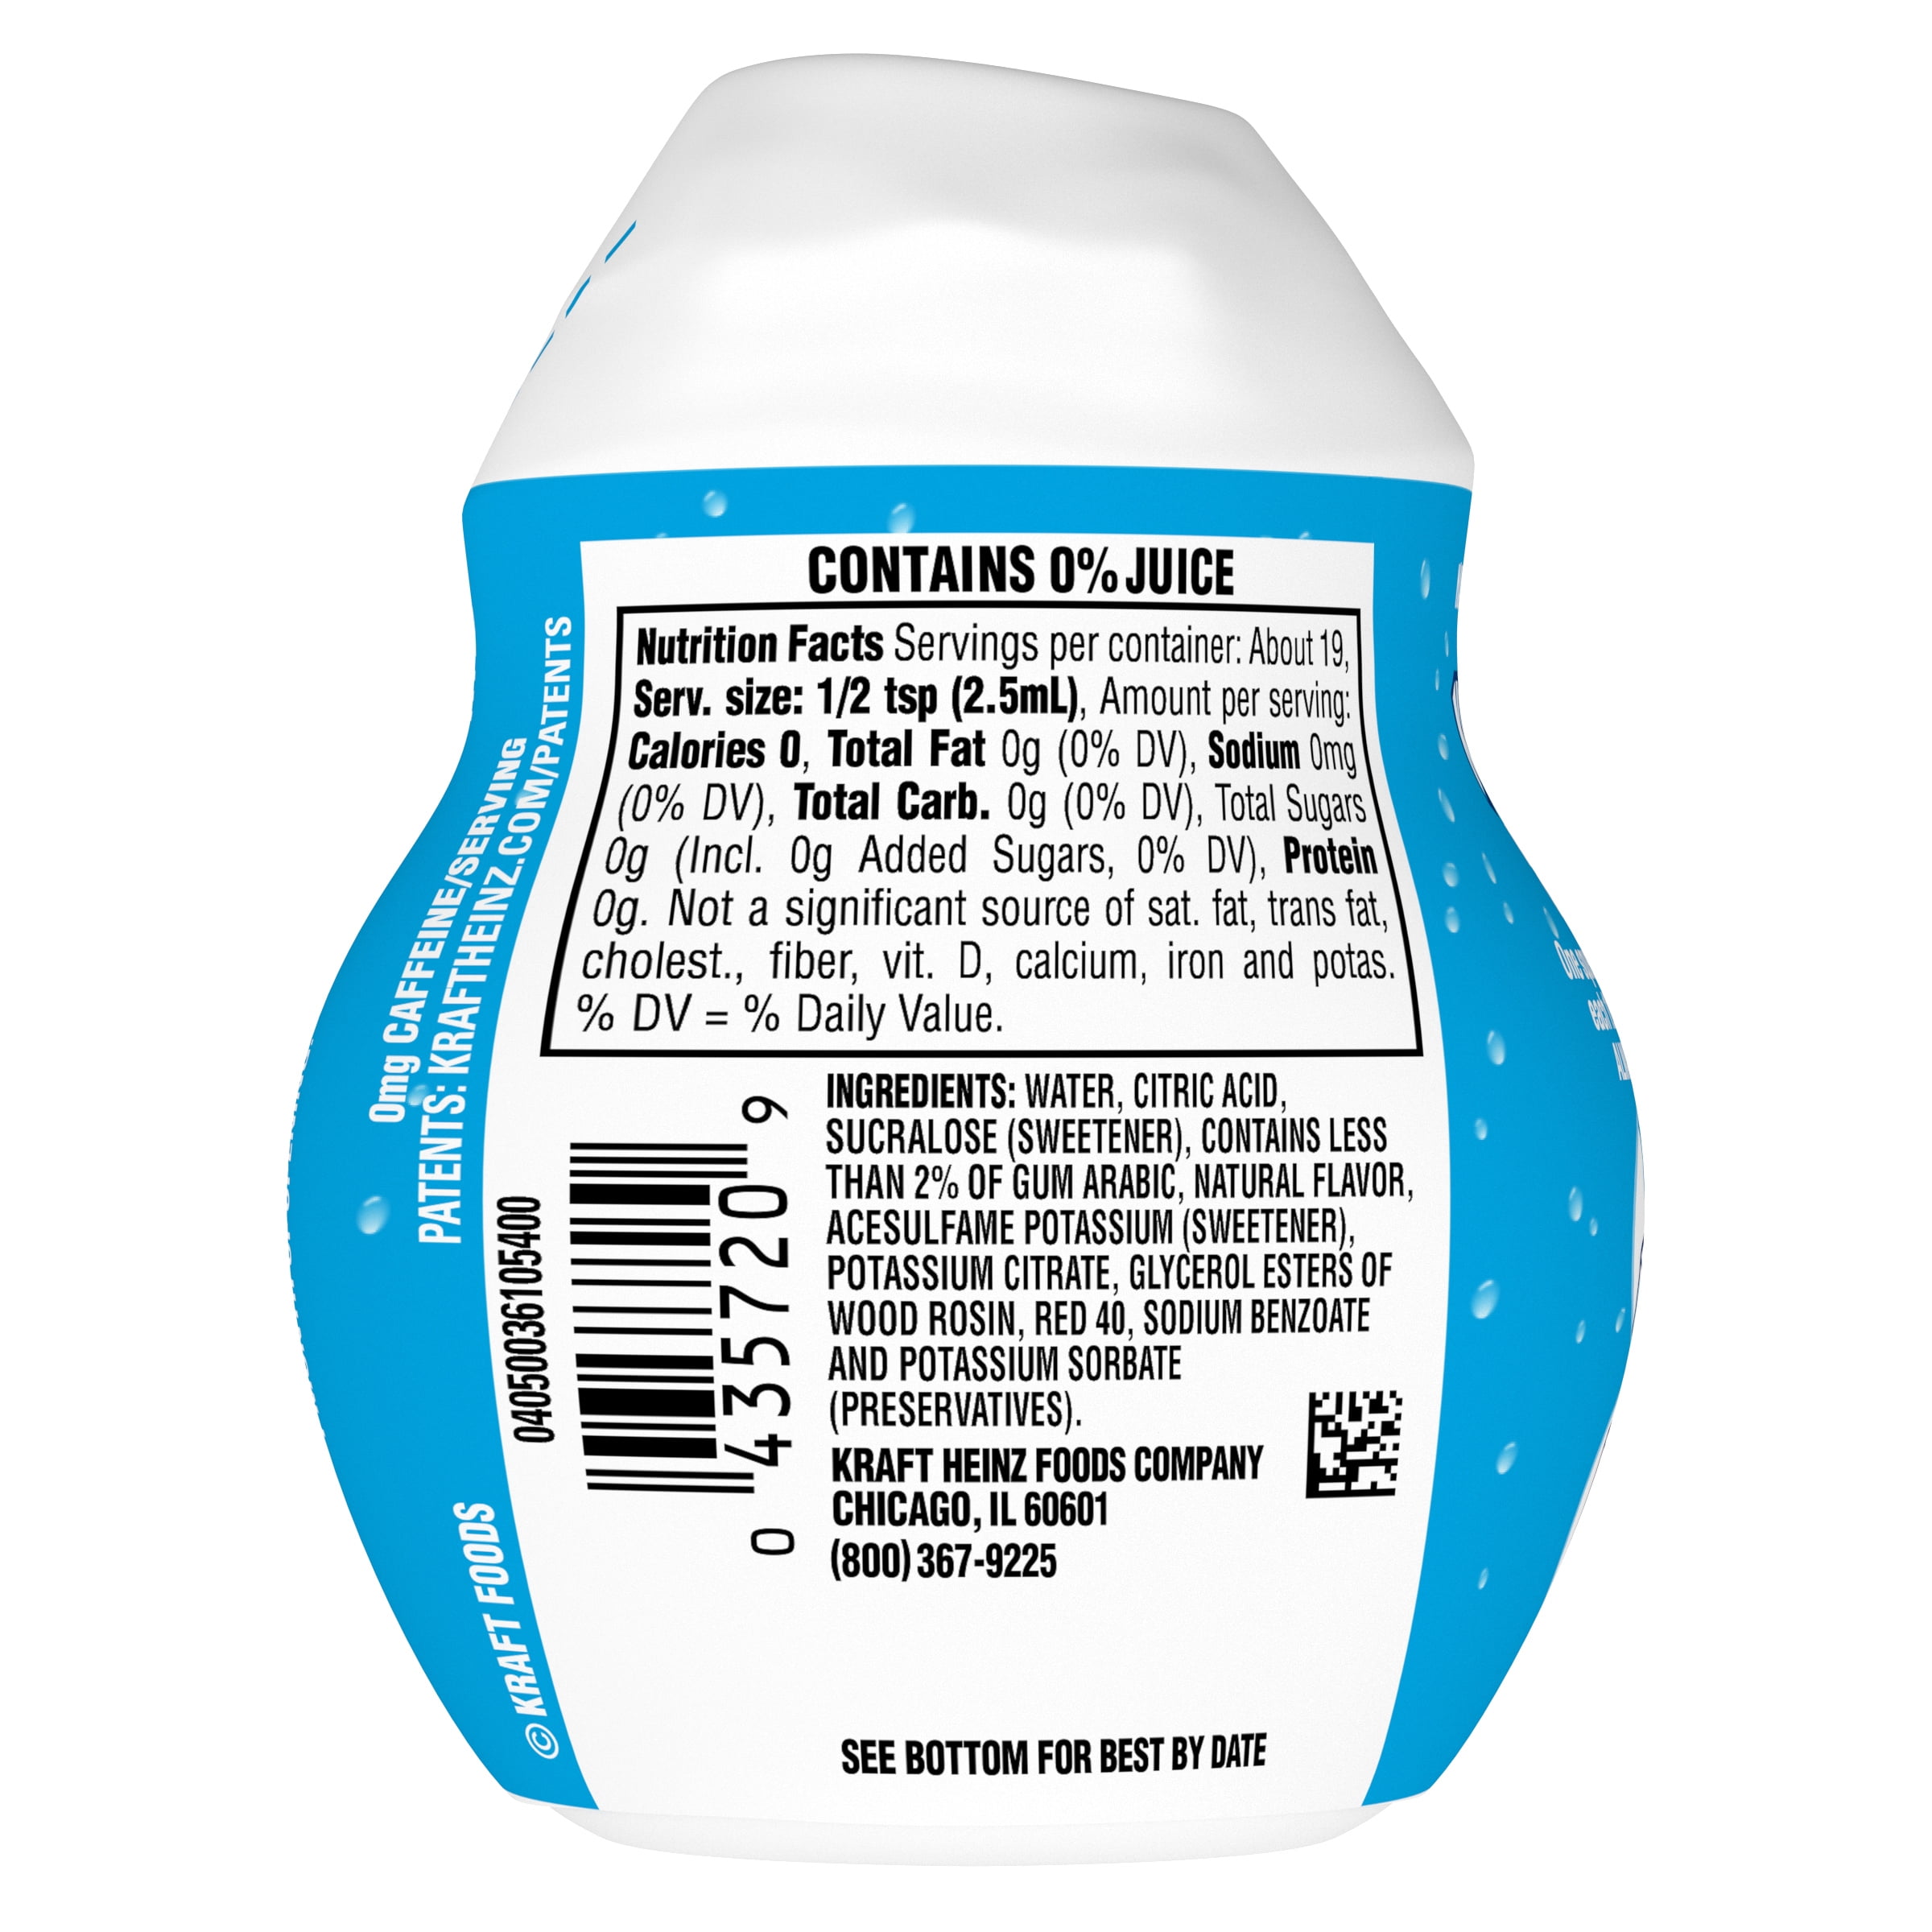 CONTAINS 0% JUICE
Nutrition Facts Servings per container: About 19,
Serv. size: 1/2 tsp (2.5mL), Amount per serving:
Calories 0, Total Fat 0g (0% DV), Sodium 0mg
(0% DV), Total Carb. 0g (0% DV), Total Sugars
0g (Incl. 0g Added Sugars, 0% DV), Protein
0g. Not a significant source of sat. fat, trans fat,
cholest., fiber, vit. D, calcium, iron and potas.
% DV = % Daily Value.
INGREDIENTS: WATER, CITRIC ACID,
SUCRALOSE (SWEETENER), CONTAINS LESS
THAN 2% OF GUM ARABIC, NATURAL FLAVOR,
ACESULFAME POTASSIUM (SWEETENER),
POTASSIUM CITRATE, GLYCEROL ESTERS OF
WOOD ROSIN, RED 40, SODIUM BENZOATE
AND POTASSIUM SORBATE
(PRESERVATIVES).
KRAFT HEINZ FOODS COMPANY
CHICAGO, IL 60601
(800) 367-9225
SEE BOTTOM FOR BEST BY DATE
0 435720 9
04050036105400
0mg CAFFEINE/SERVING
PATENTS: KRAFTHEINZ.COM/PATENTS
© KRAFT FOODS
One